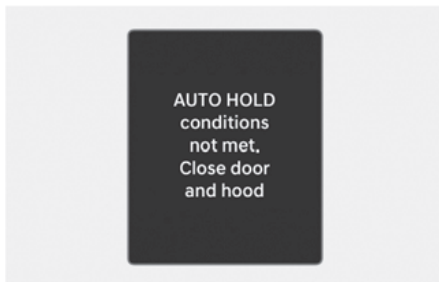 AUTO HOLD
conditions
not met.
Close door
and hood